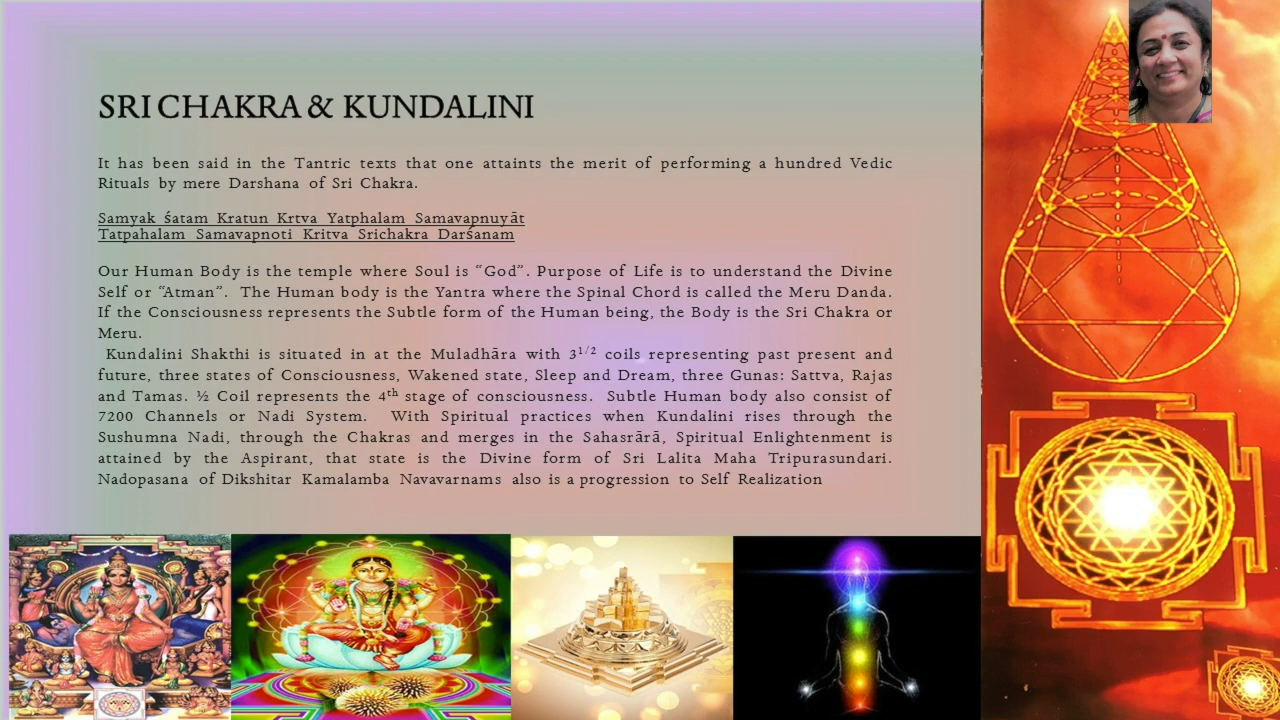 SRI CHAKRA & KUNDALINI
It has been said in the Tantric texts that one attaints the merit of performing a hundred Vedic
Rituals by mere Darshana of Sri Chakra.
Samyak śatam Kratun Krtva Yatphalam Samavapnuyāt
Tatpahalam Samavapnoti Kritva Srichakra Darśanam
Our Human Body is the temple where Soul is “God”. Purpose of Life is to understand the Divine
Self or “Atman”. The Human body is the Yantra where the Spinal Chord is called the Meru Danda.
If the Consciousness represents the Subtle form of the Human being, the Body is the Sri Chakra or
Meru.
Kundalini Shakthi is situated in at the Muladhāra with 3^1/2 coils representing past present and
future, three states of Consciousness, Wakened state, Sleep and Dream, three Gunas: Sattva, Rajas
and Tamas. ½ Coil represents the 4th stage of consciousness. Subtle Human body also consist of
7200 Channels or Nadi Systen. With Spiritual practices when Kundalini rises through the
Sushumna Nadi, through the Chakras and merges in the Sahasrārā, Spiritual Enlightenment is
attained by the Aspirant, that state is the Divine form of Sri Lalita Maha Tripurasundari.
Nadopasana of Dikshitar Kamalamba Navavarnams also is a progression to Self Realization